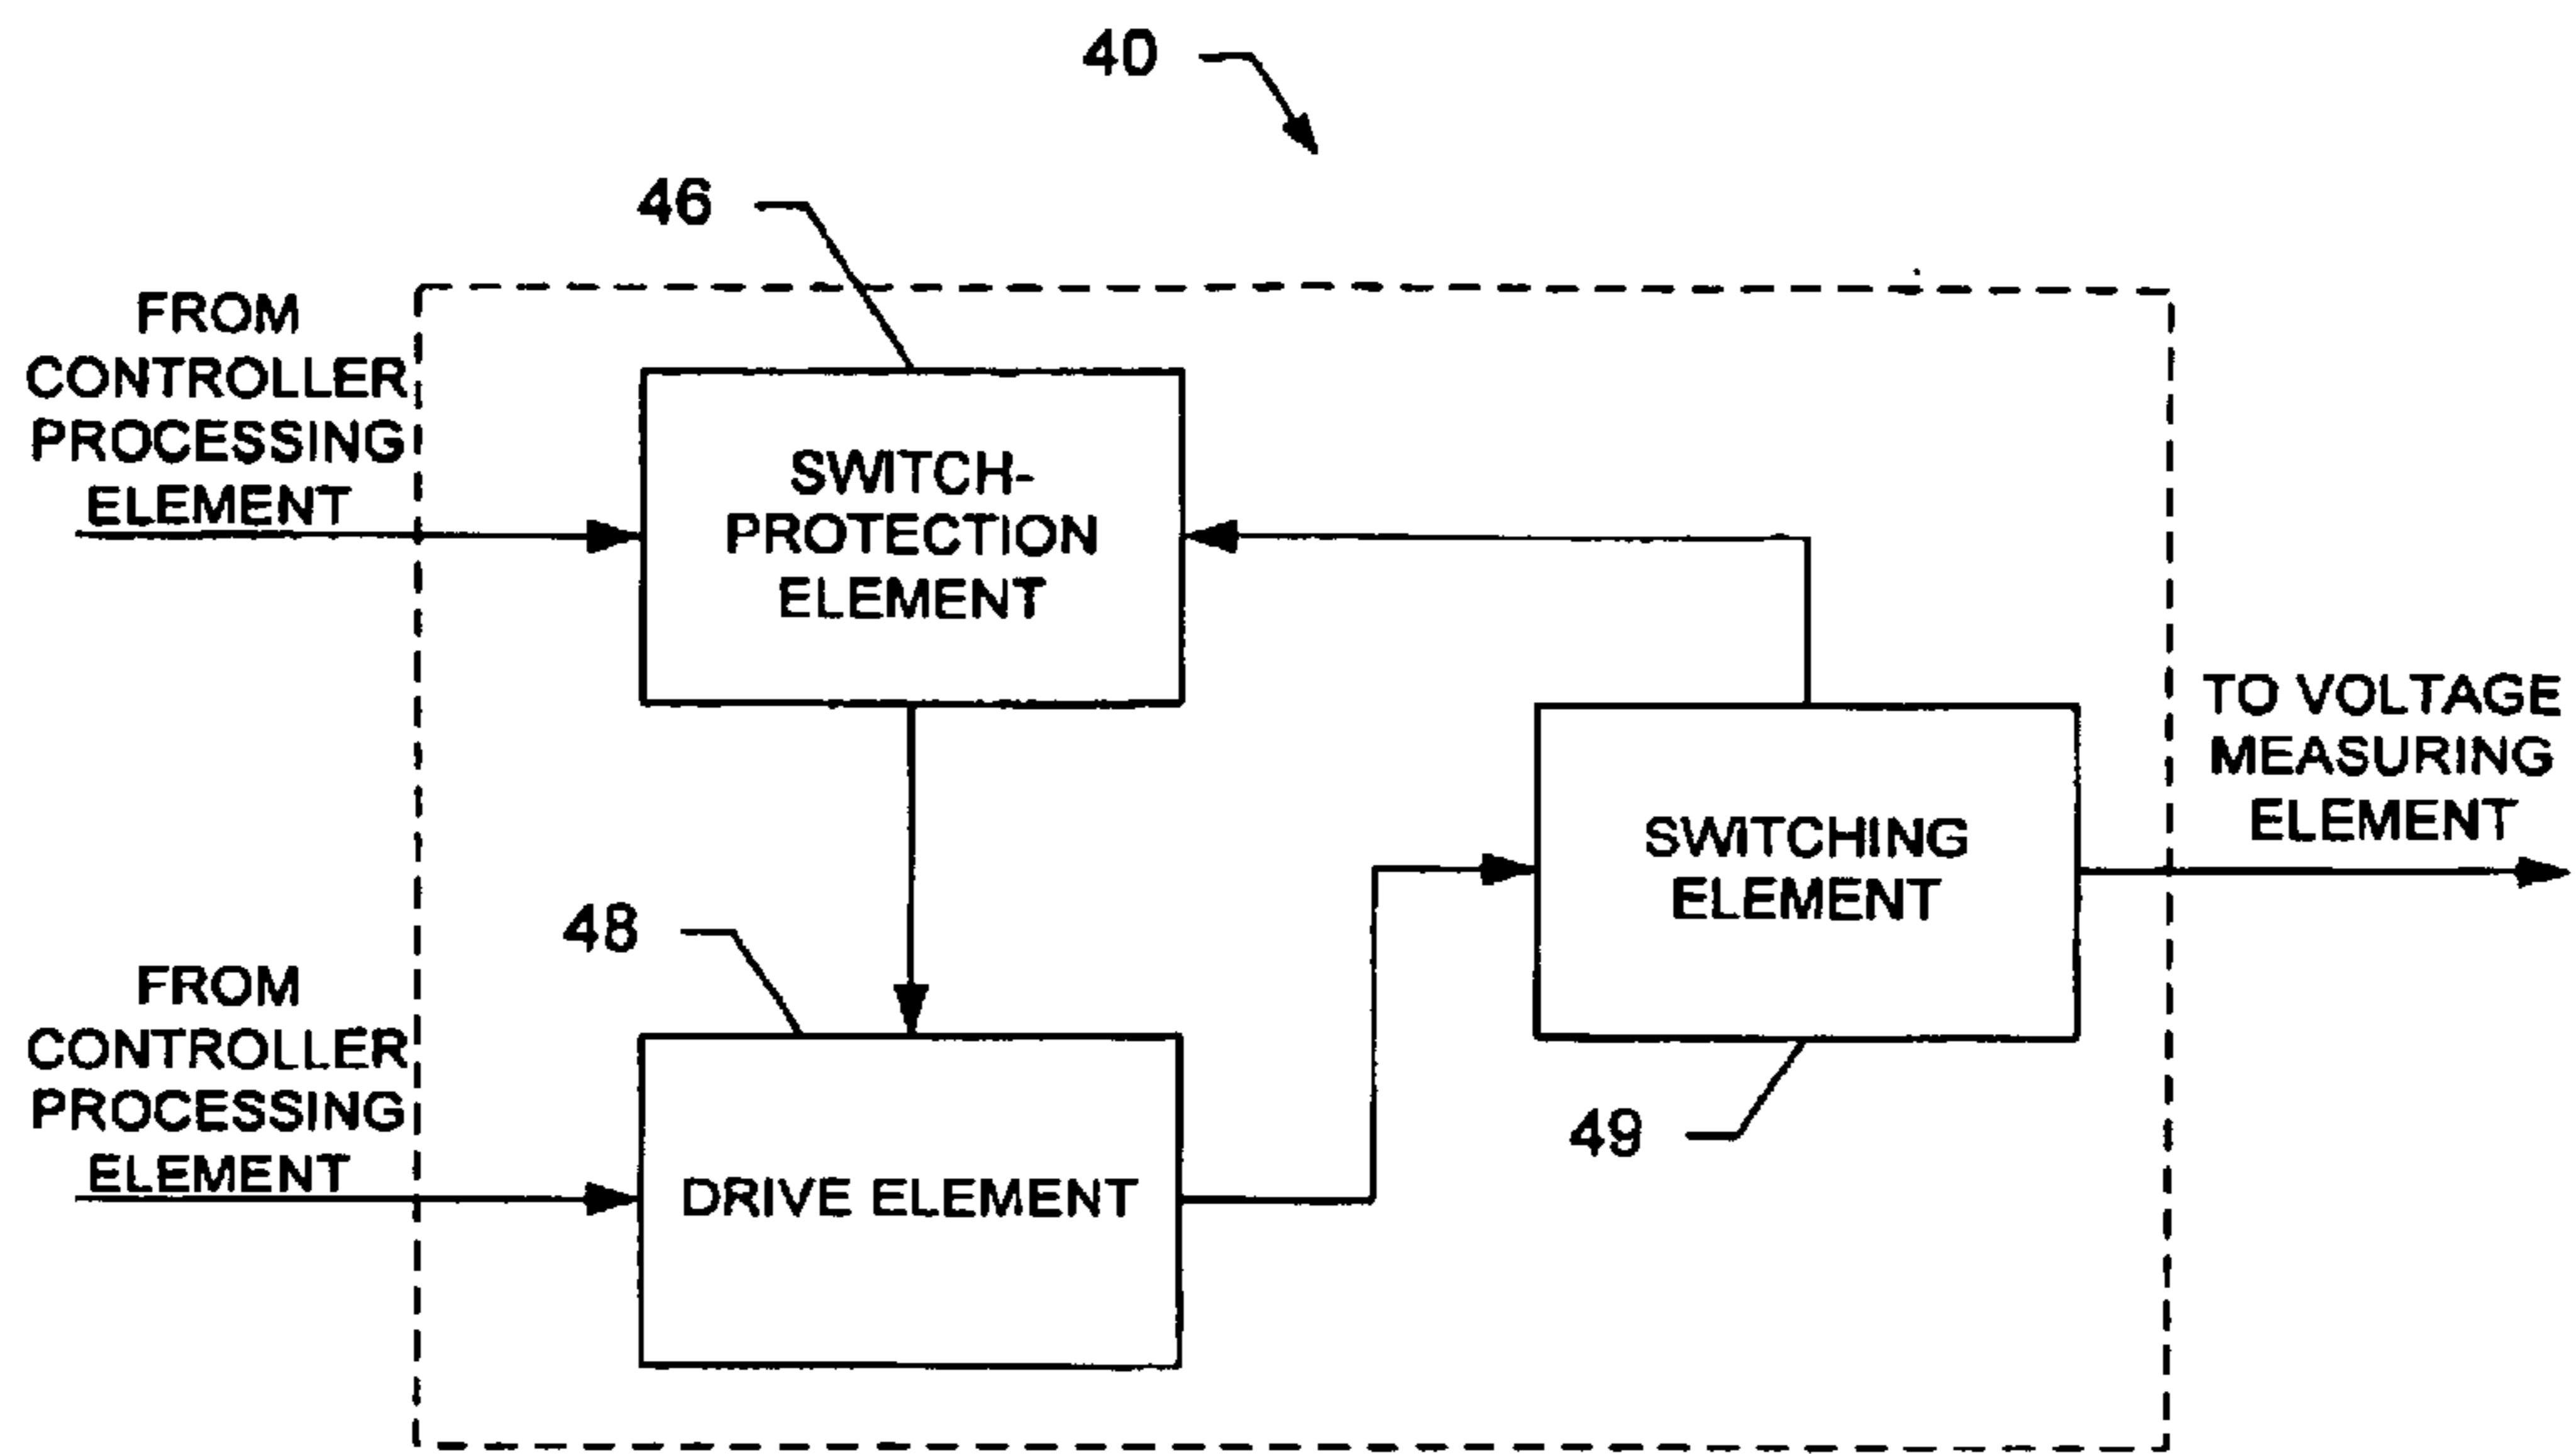 40
46
FROM
CONTROLLER
PROCESSING
ELEMENT
SWITCH-
PROTECTION
ELEMENT
TO VOLTAGE
MEASURING
ELEMENT
SWITCHING
ELEMENT
48
49
FROM
CONTROLLER
PROCESSING
ELEMENT
DRIVE ELEMENT